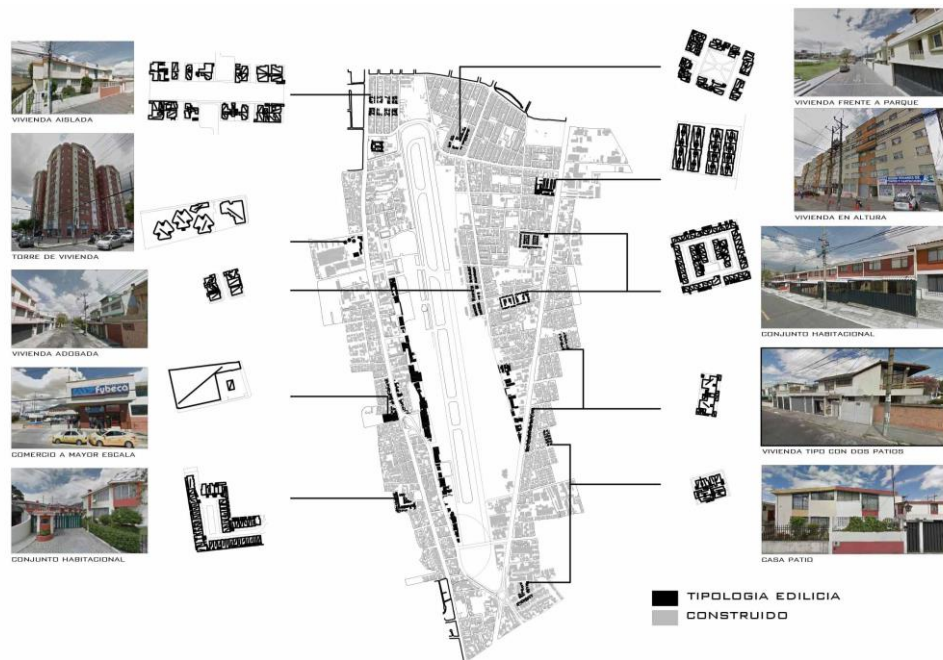 VIVIENDA AISLADA
TORRE DE VIVIENDA
VIVIENDA ADOSADA
fybeca
COMERCIO A MAYOR ESCALA
CONJUNTO HABITACIONAL
VIVIENDA FRENTE A PARQUE
VIVIENDA EN ALTURA
CONJUNTO HABITACIONAL
VIVIENDA TIPO CON DOS PATIOS
CASA PATIO
TIPOLOGIA EDILICIA
CONSTRUIDO